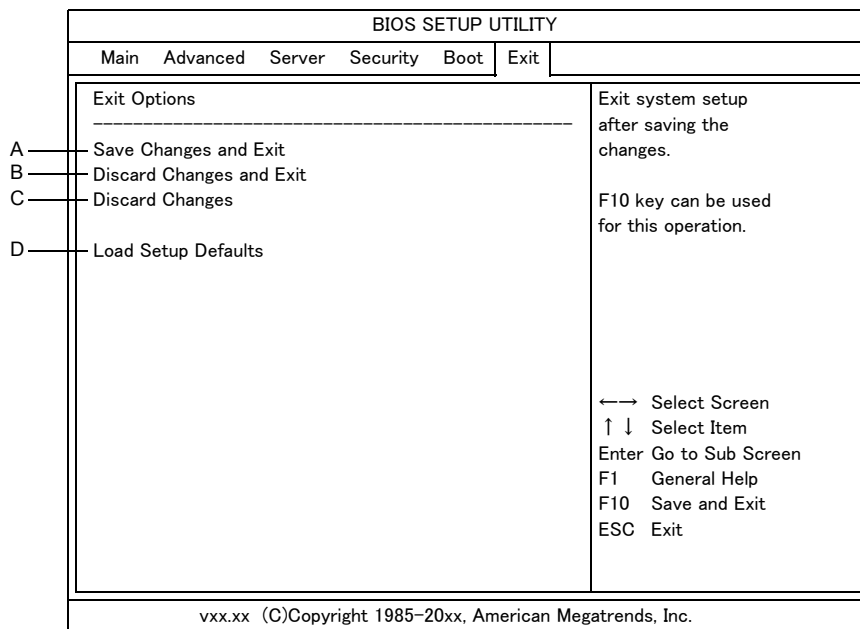 BIOS SETUP UTILITY
Main Advanced Server Security Boot Exit
Exit Options
------------------------------------------------
A Save Changes and Exit
B Discard Changes and Exit
C Discard Changes
D Load Setup Defaults
Exit system setup
after saving the
changes.
F10 key can be used
for this operation.
←→ Select Screen
↑↓ Select Item
Enter Go to Sub Screen
F1 General Help
F10 Save and Exit
ESC Exit
vxx.xx (C)Copyright 1985-20xx, American Megatrends, Inc.